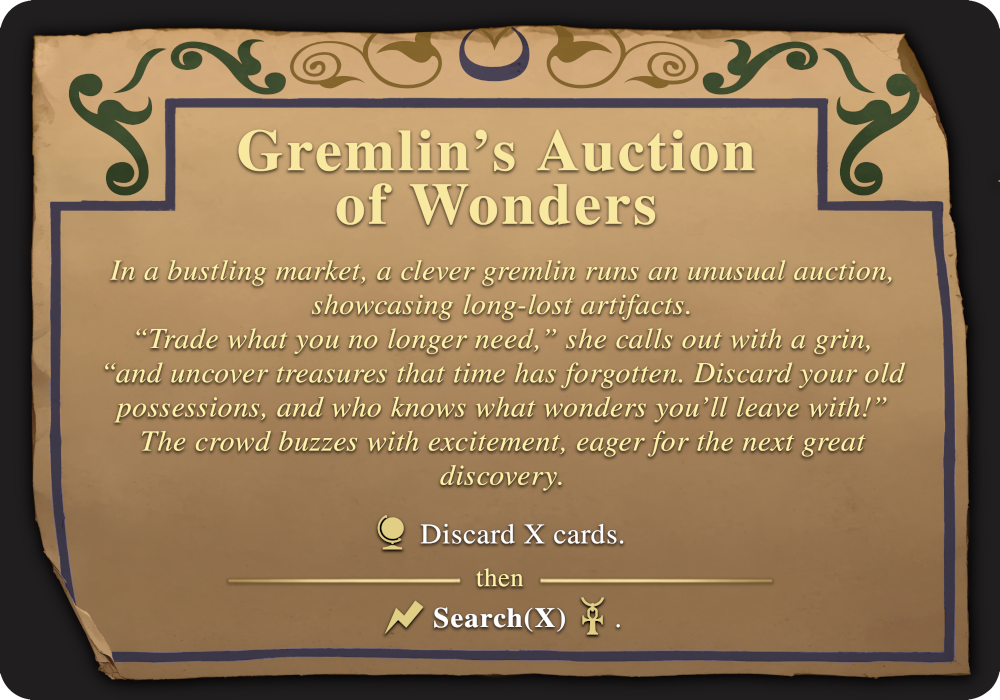 Gremlin’s Auction
of Wonders
In a bustling market, a clever gremlin runs an unusual auction,
showcasing long-lost artifacts.
“Trade what you no longer need,” she calls out with a grin,
“and uncover treasures that time has forgotten. Discard your old
possessions, and who knows what wonders you’ll leave with!”
The crowd buzzes with excitement, eager for the next great
discovery.
Discard X cards.
then
Search(X) .